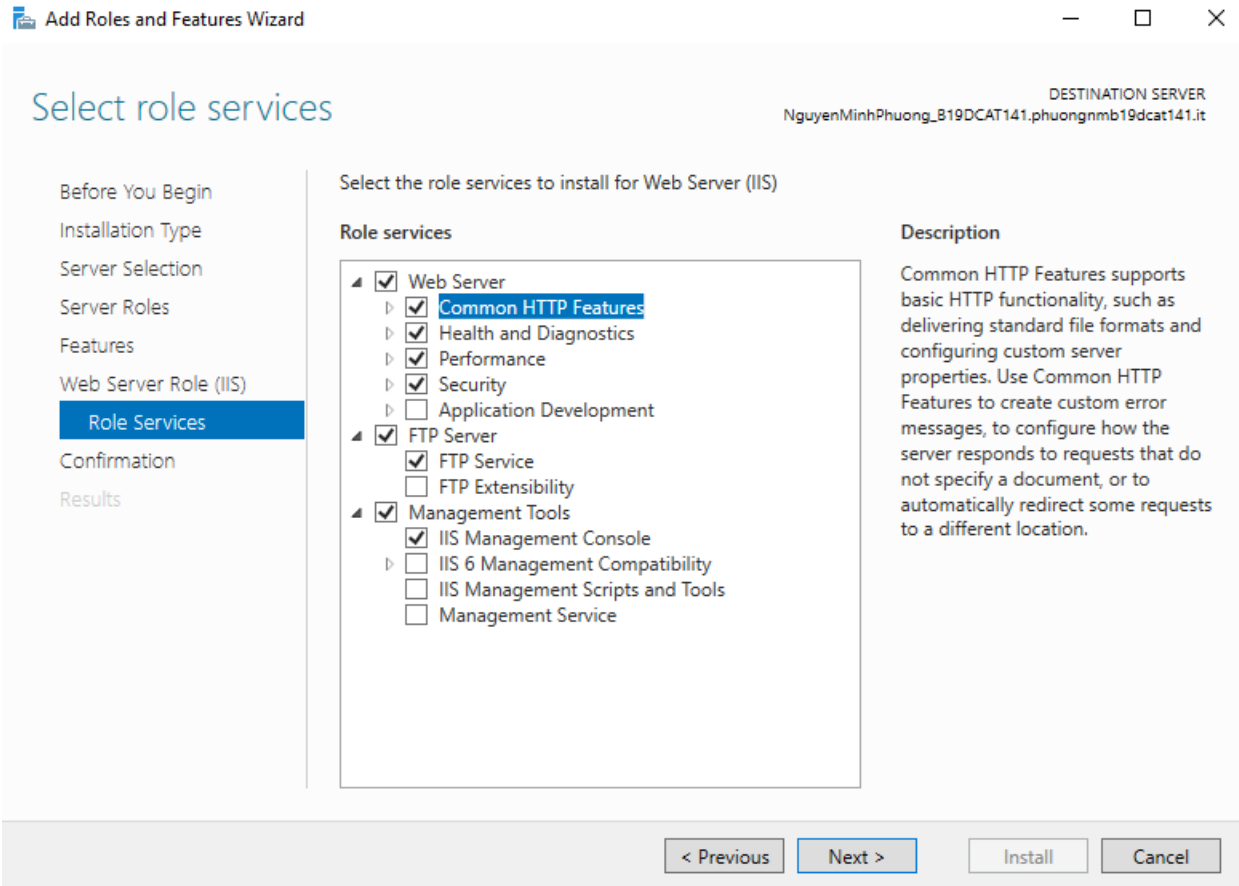 Add Roles and Features Wizard
Select role services
DESTINATION SERVER
NguyenMinhPhuong_B19DCAT141.phuongnmb19dcat141.it
Before You Begin
Installation Type
Server Selection
Server Roles
Features
Web Server Role (IIS)
Role Services
Confirmation
Results
Select the role services to install for Web Server (IIS)
Role services
Web Server
Common HTTP Features
Health and Diagnostics
Performance
Security
Application Development
FTP Server
FTP Service
FTP Extensibility
Management Tools
IIS Management Console
IIS 6 Management Compatibility
IIS Management Scripts and Tools
Management Service
Description
Common HTTP Features supports
basic HTTP functionality, such as
delivering standard file formats and
configuring custom server
properties. Use Common HTTP
Features to create custom error
messages, to configure how the
server responds to requests that do
not specify a document, or to
automatically redirect some requests
to a different location.
< Previous
Next >
Install
Cancel